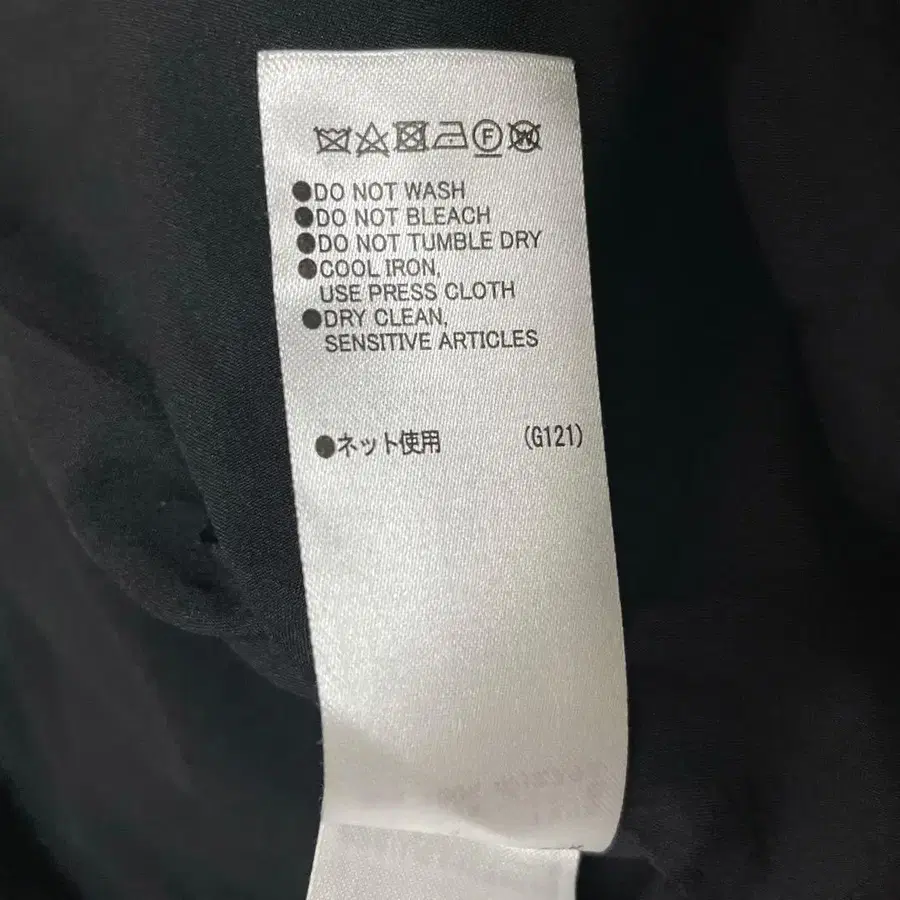 ●DO NOT WASH
●DO NOT BLEACH
●DO NOT TUMBLE DRY
●COOL IRON,
USE PRESS CLOTH
●DRY CLEAN,
SENSITIVE ARTICLES
●ネット使用 (G121)